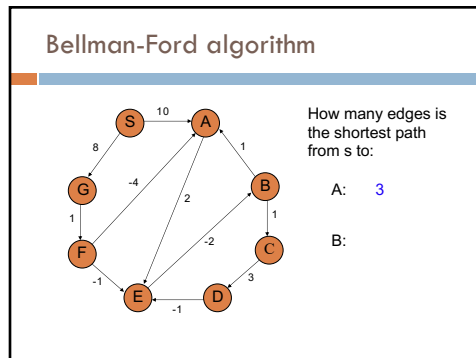 Bellman-Ford algorithm
S
10
A
8
G
-4
1
2
B
1
1
F
-2
C
-1
3
E
-1
D
How many edges is
the shortest path
from s to:
A: 3
B: